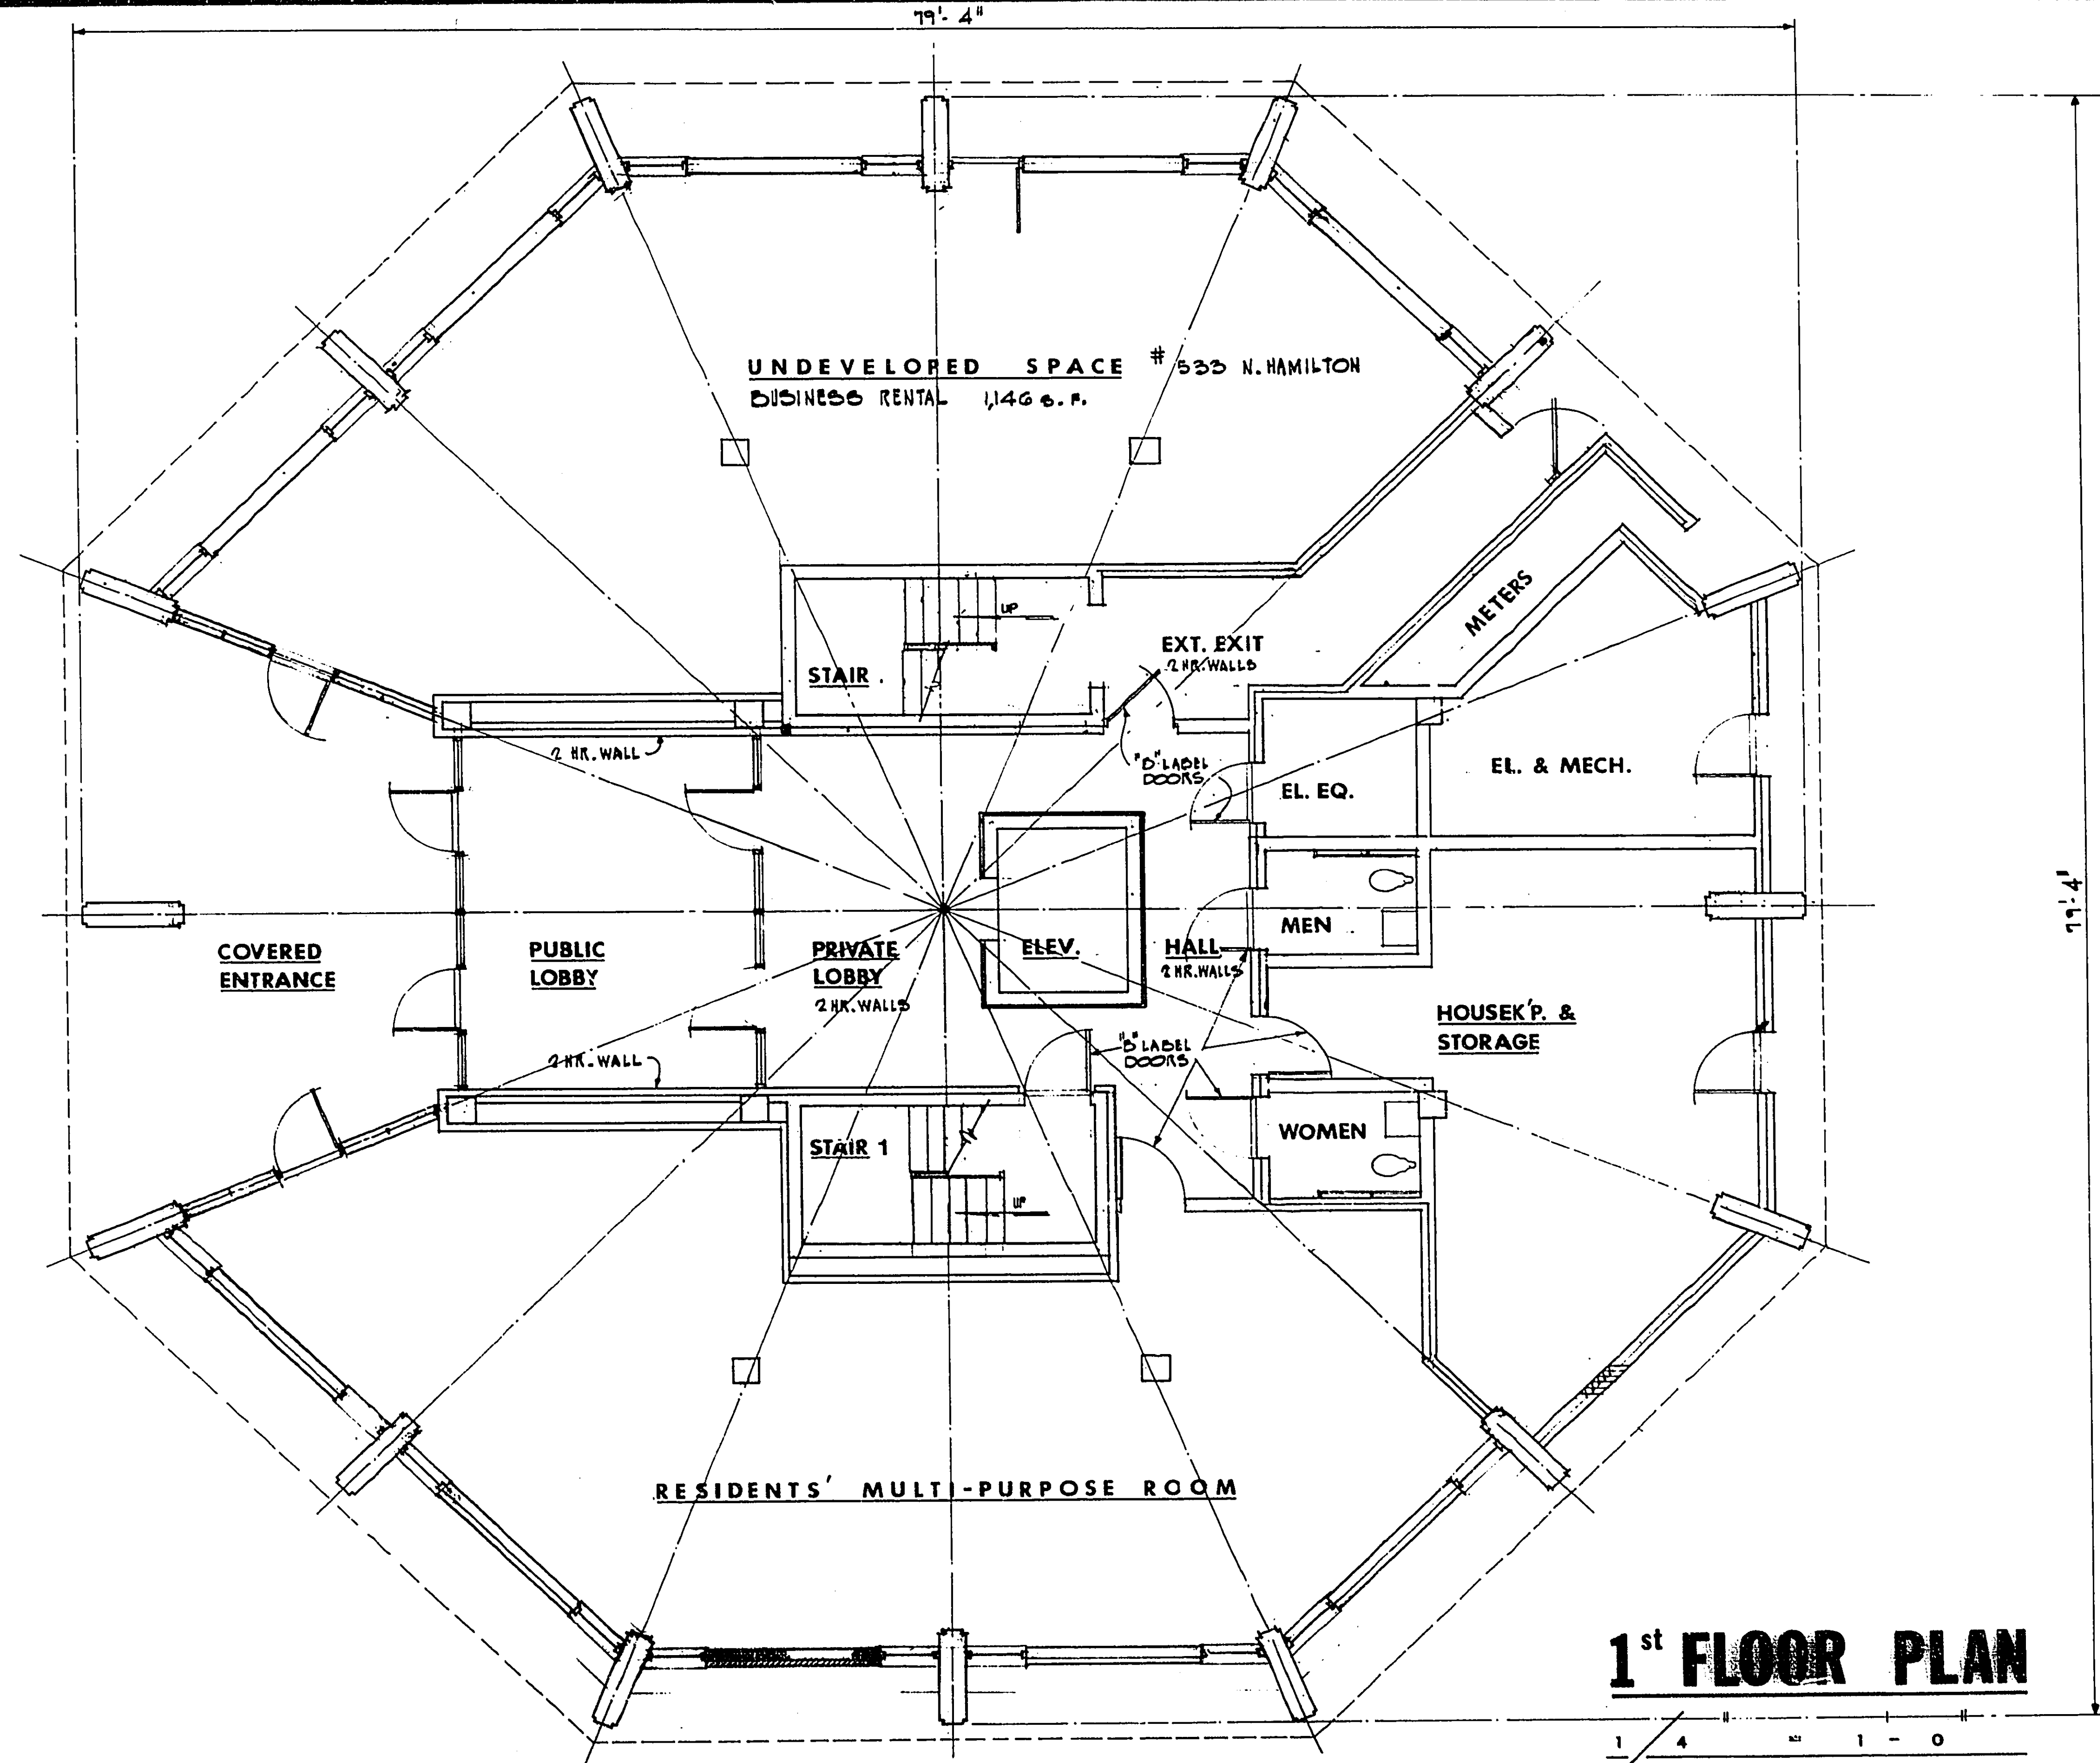 79'-4"
UNDEVELOPED SPACE # 533 N. HAMILTON
BUSINESS RENTAL 1,146 S.F.
UP
METERS
EXT. EXIT
2 HR. WALLS
STAIR
2 HR. WALL
"B" LABEL
DOORS
EL. EQ.
EL. & MECH.
79'-4"
MEN
COVERED
ENTRANCE
PUBLIC
LOBBY
PRIVATE
LOBBY
2 HR. WALLS
ELEV.
HALL
2 HR. WALLS
HOUSEK'P. &
STORAGE
2 HR. WALL
"B" LABEL
DOORS
STAIR 1
WOMEN
UP
RESIDENTS' MULTI-PURPOSE ROOM
1st FLOOR PLAN
1/4" = 1'-0"